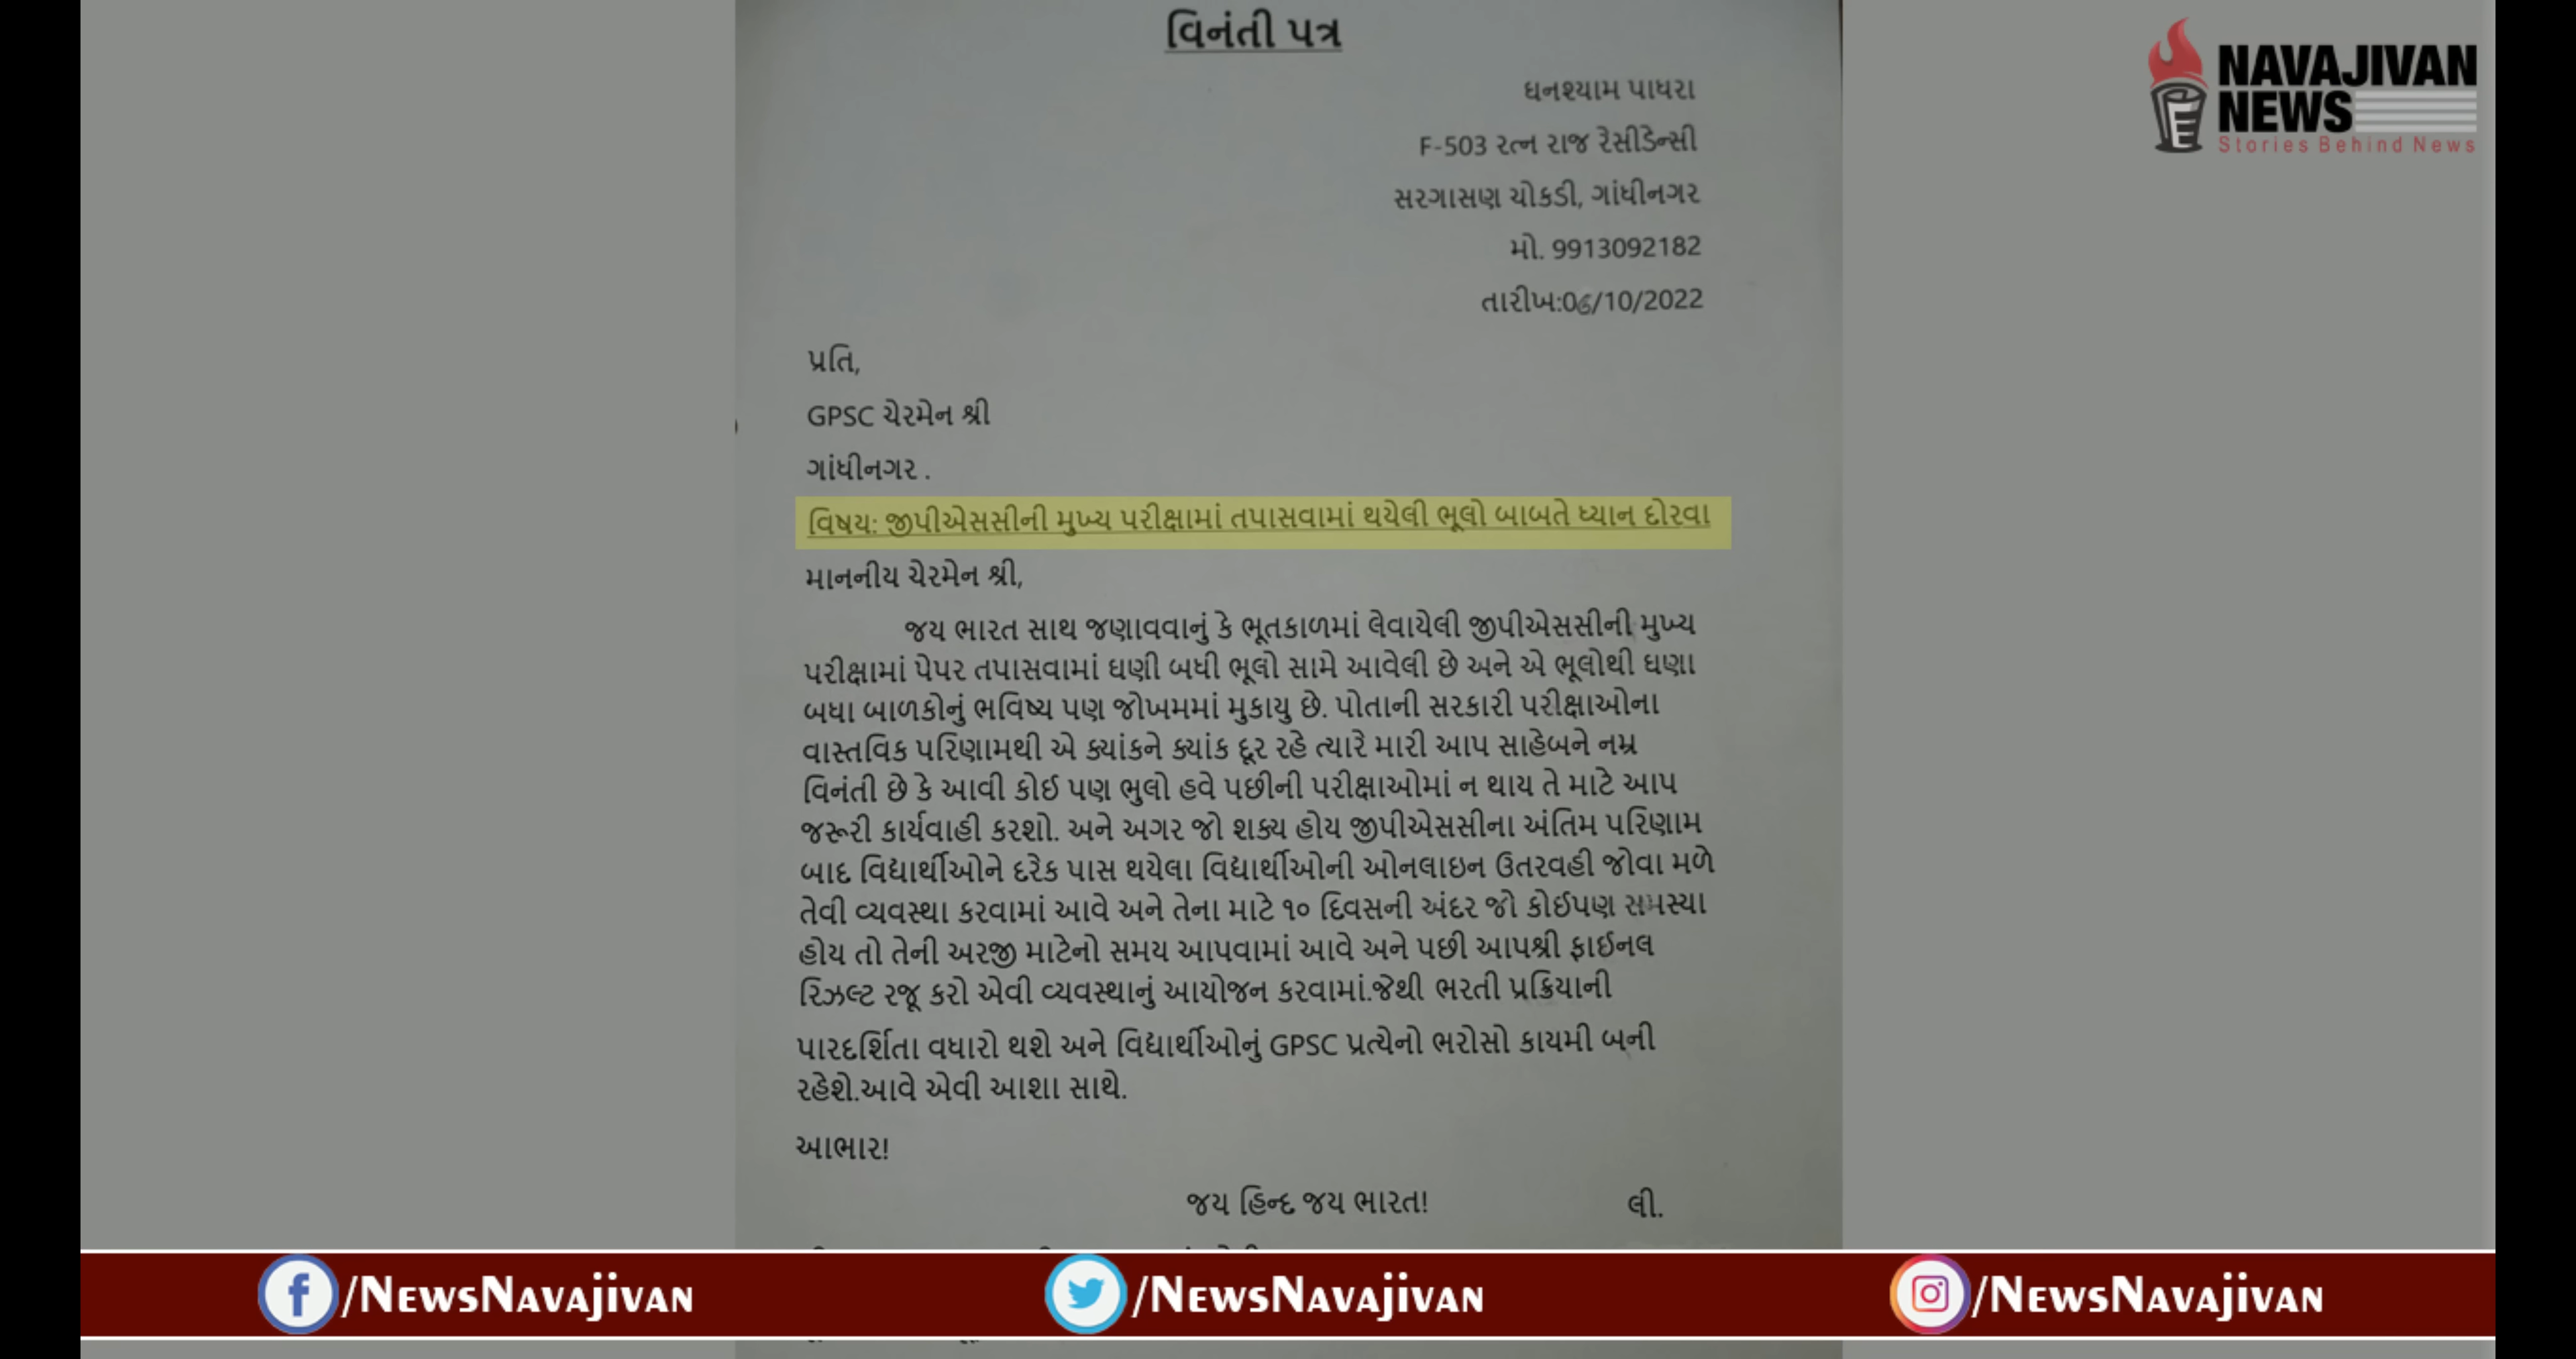 વિનંતી પત્ર
NAVAJIVAN
NEWS
Stories Behind News
ઘનશ્યામ પાઘરા
F-503 રત્ન રાજ રેસીડેન્સી
સરગાસણ ચોકડી, ગાંધીનગર
મો. 9913092182
તારીખ:06/10/2022
પ્રતિ,
GPSC ચેરમેન શ્રી
ગાંધીનગર .
વિષય: જીપીએસસીની મુખ્ય પરીક્ષામાં તપાસવામાં થયેલી ભૂલો બાબતે ધ્યાન દોરવા
માનનીય ચેરમેન શ્રી,
જય ભારત સાથ જણાવવાનું કે ભૂતકાળમાં લેવાયેલી જીપીએસસીની મુખ્ય
પરીક્ષામાં પેપર તપાસવામાં ઘણી બધી ભૂલો સામે આવેલી છે અને એ ભૂલોથી ઘણા
બધા બાળકોનું ભવિષ્ય પણ જોખમમાં મુકાયુ છે. પોતાની સરકારી પરીક્ષાઓના
વાસ્તવિક પરિણામથી એ ક્યાંકને ક્યાંક દૂર રહે ત્યારે મારી આપ સાહેબને નમ્ર
વિનંતી છે કે આવી કોઈ પણ ભુલો હવે પછીની પરીક્ષાઓમાં ન થાય તે માટે આપ
જરૂરી કાર્યવાહી કરશો. અને અગર જો શક્ય હોય જીપીએસસીના અંતિમ પરિણામ
બાદ વિદ્યાર્થીઓને દરેક પાસ થયેલા વિદ્યાર્થીઓની ઓનલાઇન ઉતરવહી જોવા મળે
તેવી વ્યવસ્થા કરવામાં આવે અને તેના માટે ૧૦ દિવસની અંદર જો કોઈપણ સમસ્યા
હોય તો તેની અરજી માટેનો સમય આપવામાં આવે અને પછી આપશ્રી ફાઈનલ
રિઝલ્ટ રજૂ કરો એવી વ્યવસ્થાનું આયોજન કરવામાં.જેથી ભરતી પ્રક્રિયાની
પારદર્શિતા વધારો થશે અને વિદ્યાર્થીઓનું GPSC પ્રત્યેનો ભરોસો કાયમી બની
રહેશે.આવે એવી આશા સાથે.
આભાર!
જય હિન્દ જય ભારત! લી.
/NewsNavajivan /NewsNavajivan /NewsNavajivan